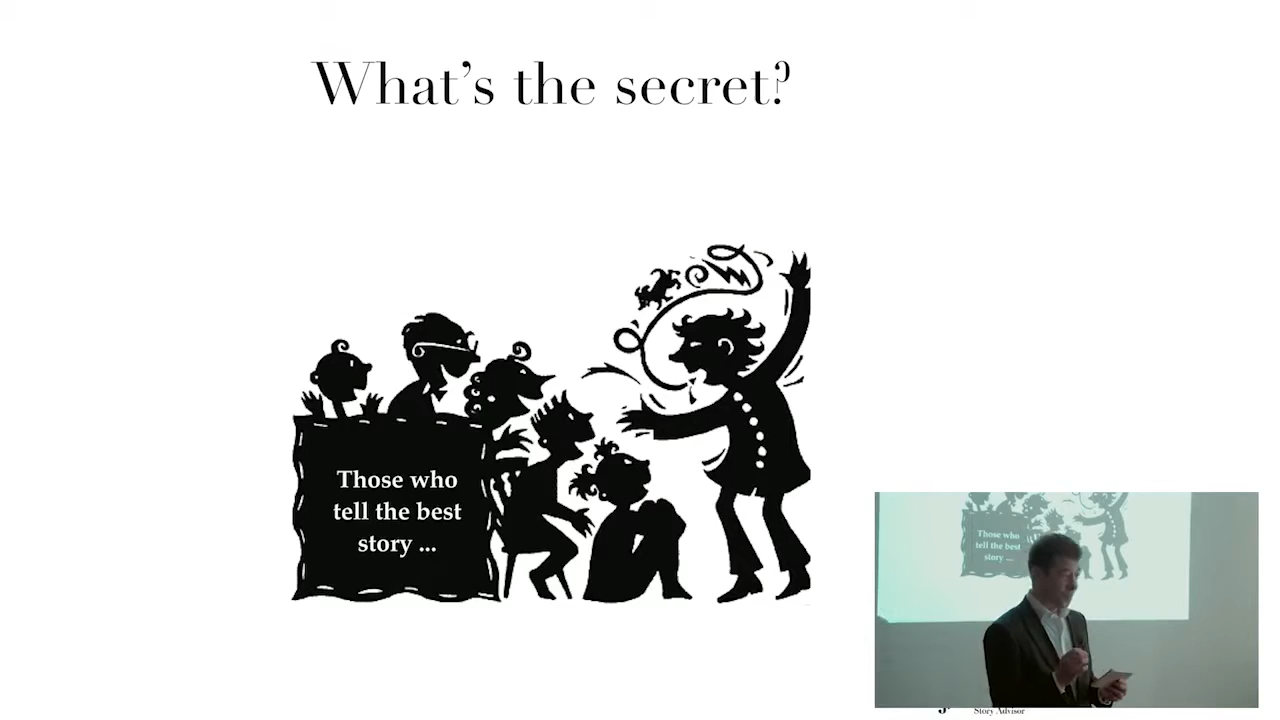 What's the secret?
Those who
tell the best
story ...
Those who
tell the best
story ...
Story Advisor